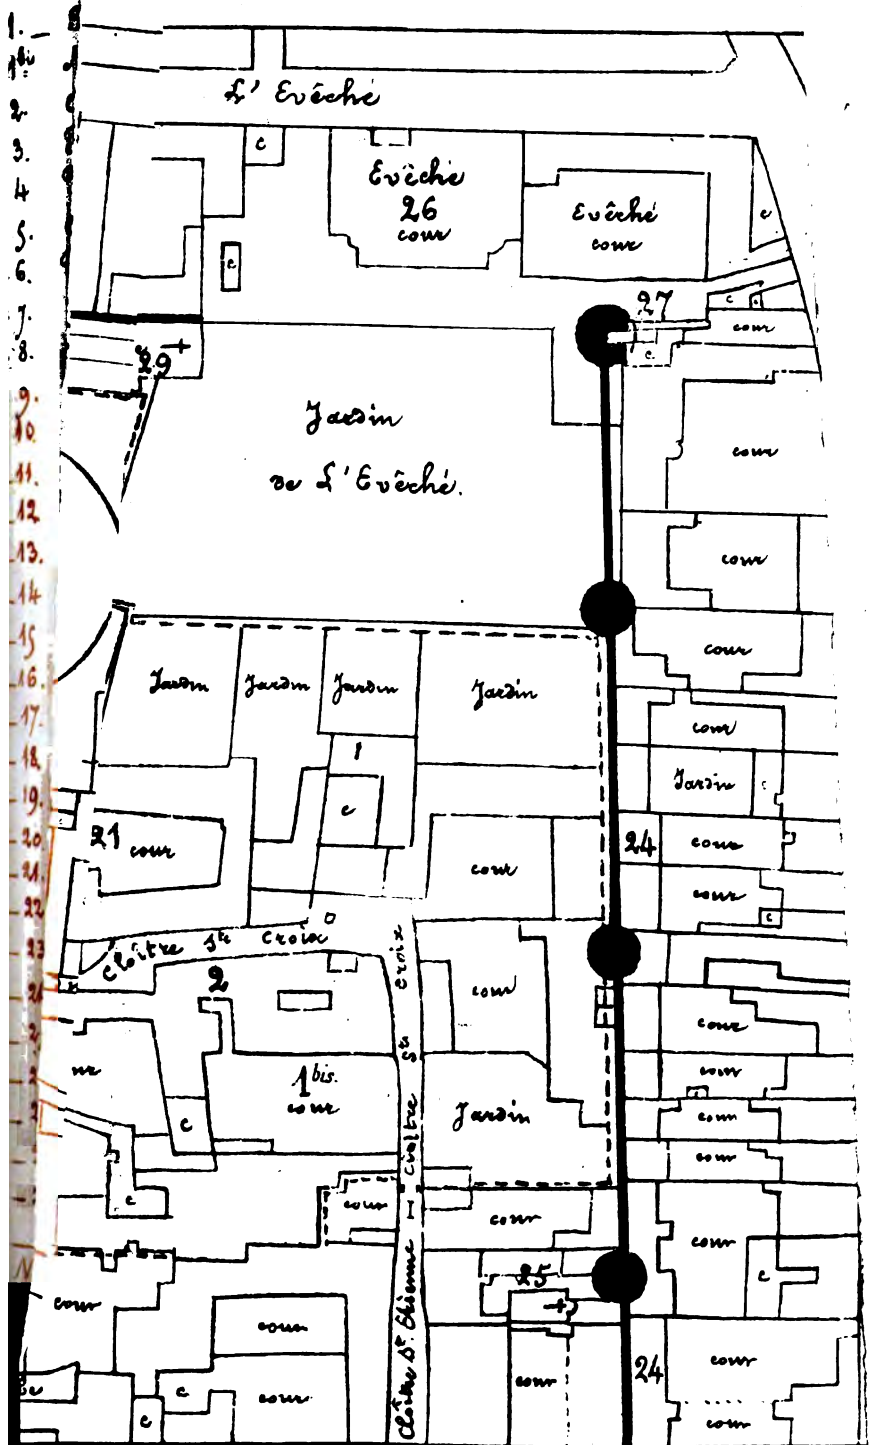 1.
1bis
2.
3.
4
5.
6.
7.
8.
9.
10.
11.
12
13.
14
15
16.
17.
18.
19.
20
21.
22
23
L' Evêché
c
Evêché
26
cour
Evêché
cour
c
c
27
c
c
cour
c.
29
Jardin
de L' Evêché.
cour
cour
cour
Jardin
Jardin
Jardin
Jardin
cour
Jardin
c
c
21
cour
cour
24
cour
cour
c
Cloître Ste Croix
2
cour
cour
1bis.
cour
Jardin
cour
cour
cour
c
Cloître Ste Croix
c
cour
cour
cour
c
25
cour
cour
cour
Cloître St. Etienne
24
cour
c
cour
cour
c
cour